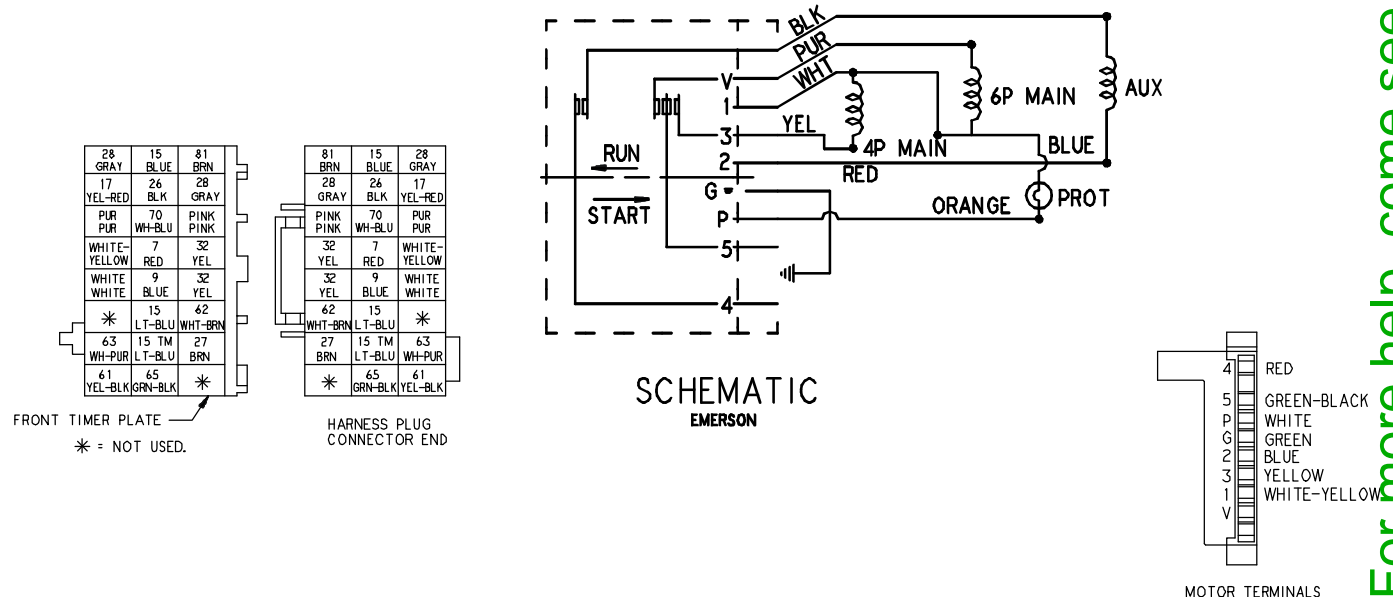 28 15 81
GRAY BLUE BRN
17 26 28
YEL-RED BLK GRAY
PUR 70 PINK
PUR WH-BLU PINK
WHITE- 7 32
YELLOW RED YEL
WHITE 9 32
WHITE BLUE YEL
✳ 15 62
LT-BLU WHT-BRN
63 15 TM 27
WH-PUR LT-BLU BRN
61 65 ✳
YEL-BLK GRN-BLK
FRONT TIMER PLATE
✳ = NOT USED.
81 15 28
BRN BLUE GRAY
28 26 17
GRAY BLK YEL-RED
PINK 70 PUR
PINK WH-BLU PUR
32 7 WHITE-
YEL RED YELLOW
32 9 WHITE
YEL BLUE WHITE
62 15 ✳
WHT-BRN LT-BLU
27 15 TM 63
BRN LT-BLU WH-PUR
✳ 65 61
GRN-BLK YEL-BLK
HARNESS PLUG
CONNECTOR END
BLK
PUR
WHT
V
1
YEL
3
2
RED
G
P
5
4
RUN
START
4P MAIN
6P MAIN
AUX
BLUE
ORANGE
PROT
SCHEMATIC
EMERSON
4 RED
5 GREEN-BLACK
P WHITE
G GREEN
2 BLUE
3 YELLOW
1 WHITE-YELLOW
V
MOTOR TERMINALS
For more help, come see